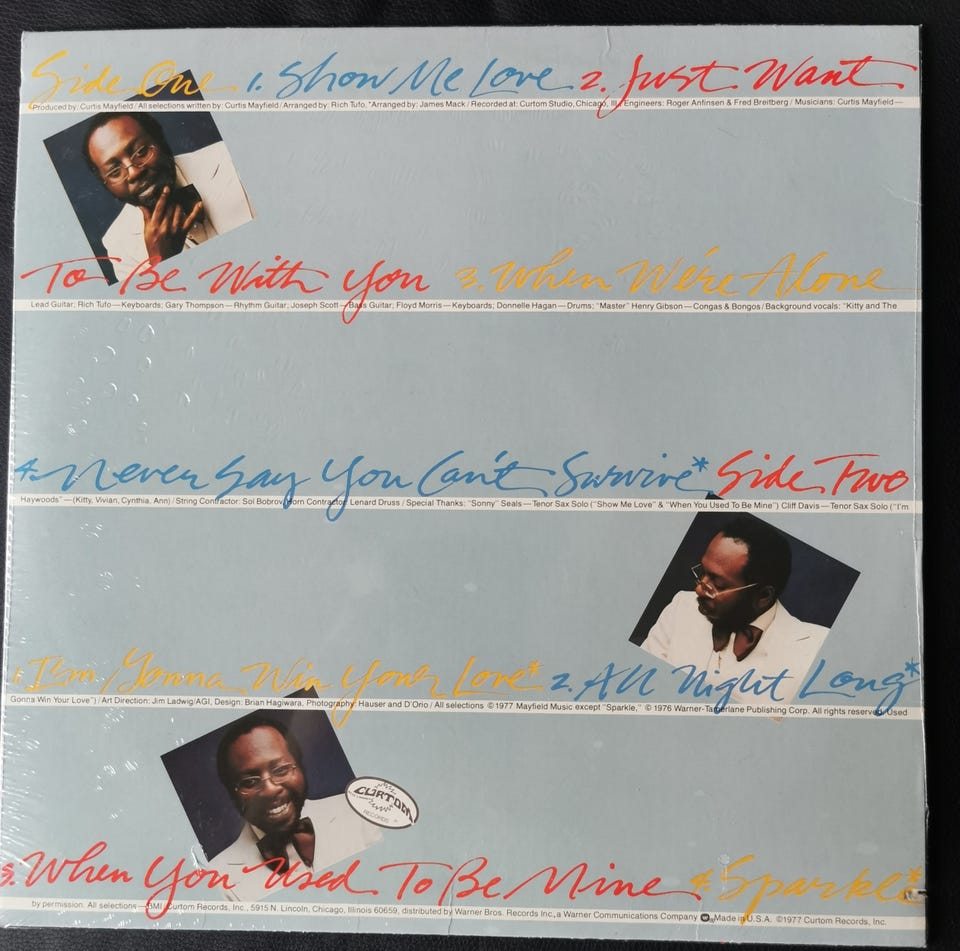 Side One 1. Show Me Love 2. Just Want
Produced by: Curtis Mayfield / All selections written by: Curtis Mayfield / Arranged by: Rich Tufo, *Arranged by: James Mack / Recorded at: Curtom Studio, Chicago, Ill. Engineers: Roger Anfinsen & Fred Breitberg / Musicians: Curtis Mayfield—
To Be With You 3. When We're Alone
Lead Guitar; Rich Tufo—Keyboards; Gary Thompson—Rhythm Guitar; Joseph Scott—Bass Guitar; Floyd Morris—Keyboards; Donnelle Hagan—Drums; "Master" Henry Gibson—Congas & Bongos / Background vocals: "Kitty and The
4. Never Say You Can't Survive* Side Two
Haywoods"—(Kitty, Vivian, Cynthia, Ann) / String Contractor: Sol Bobrov, Horn Contractor: Lenard Druss / Special Thanks: "Sonny" Seals—Tenor Sax Solo ("Show Me Love" & "When You Used To Be Mine") Cliff Davis—Tenor Sax Solo ("I'm
1. I'm Gonna Win Your Love* 2. All Night Long*
Gonna Win Your Love") / Art Direction: Jim Ladwig/AGI, Design: Brian Hagiwara, Photography: Hauser and D'Orio / All selections ©1977 Mayfield Music except "Sparkle," ©1976 Warner-Tamerlane Publishing Corp. All rights reserved. Used
CURTOM
RECORDS
3. When You Used To Be Mine 4. Sparkle*
by permission. All selections—BMI Curtom Records, Inc., 5915 N. Lincoln, Chicago, Illinois 60659, distributed by Warner Bros. Records Inc., a Warner Communications Company Made in U.S.A. ©1977 Curtom Records, Inc.